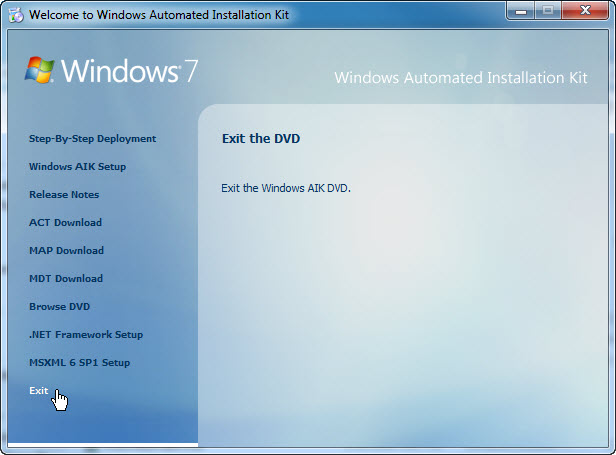 Welcome to Windows Automated Installation Kit
Windows 7
Windows Automated Installation Kit
Step-By-Step Deployment
Windows AIK Setup
Release Notes
ACT Download
MAP Download
MDT Download
Browse DVD
.NET Framework Setup
MSXML 6 SP1 Setup
Exit
Exit the DVD
Exit the Windows AIK DVD.